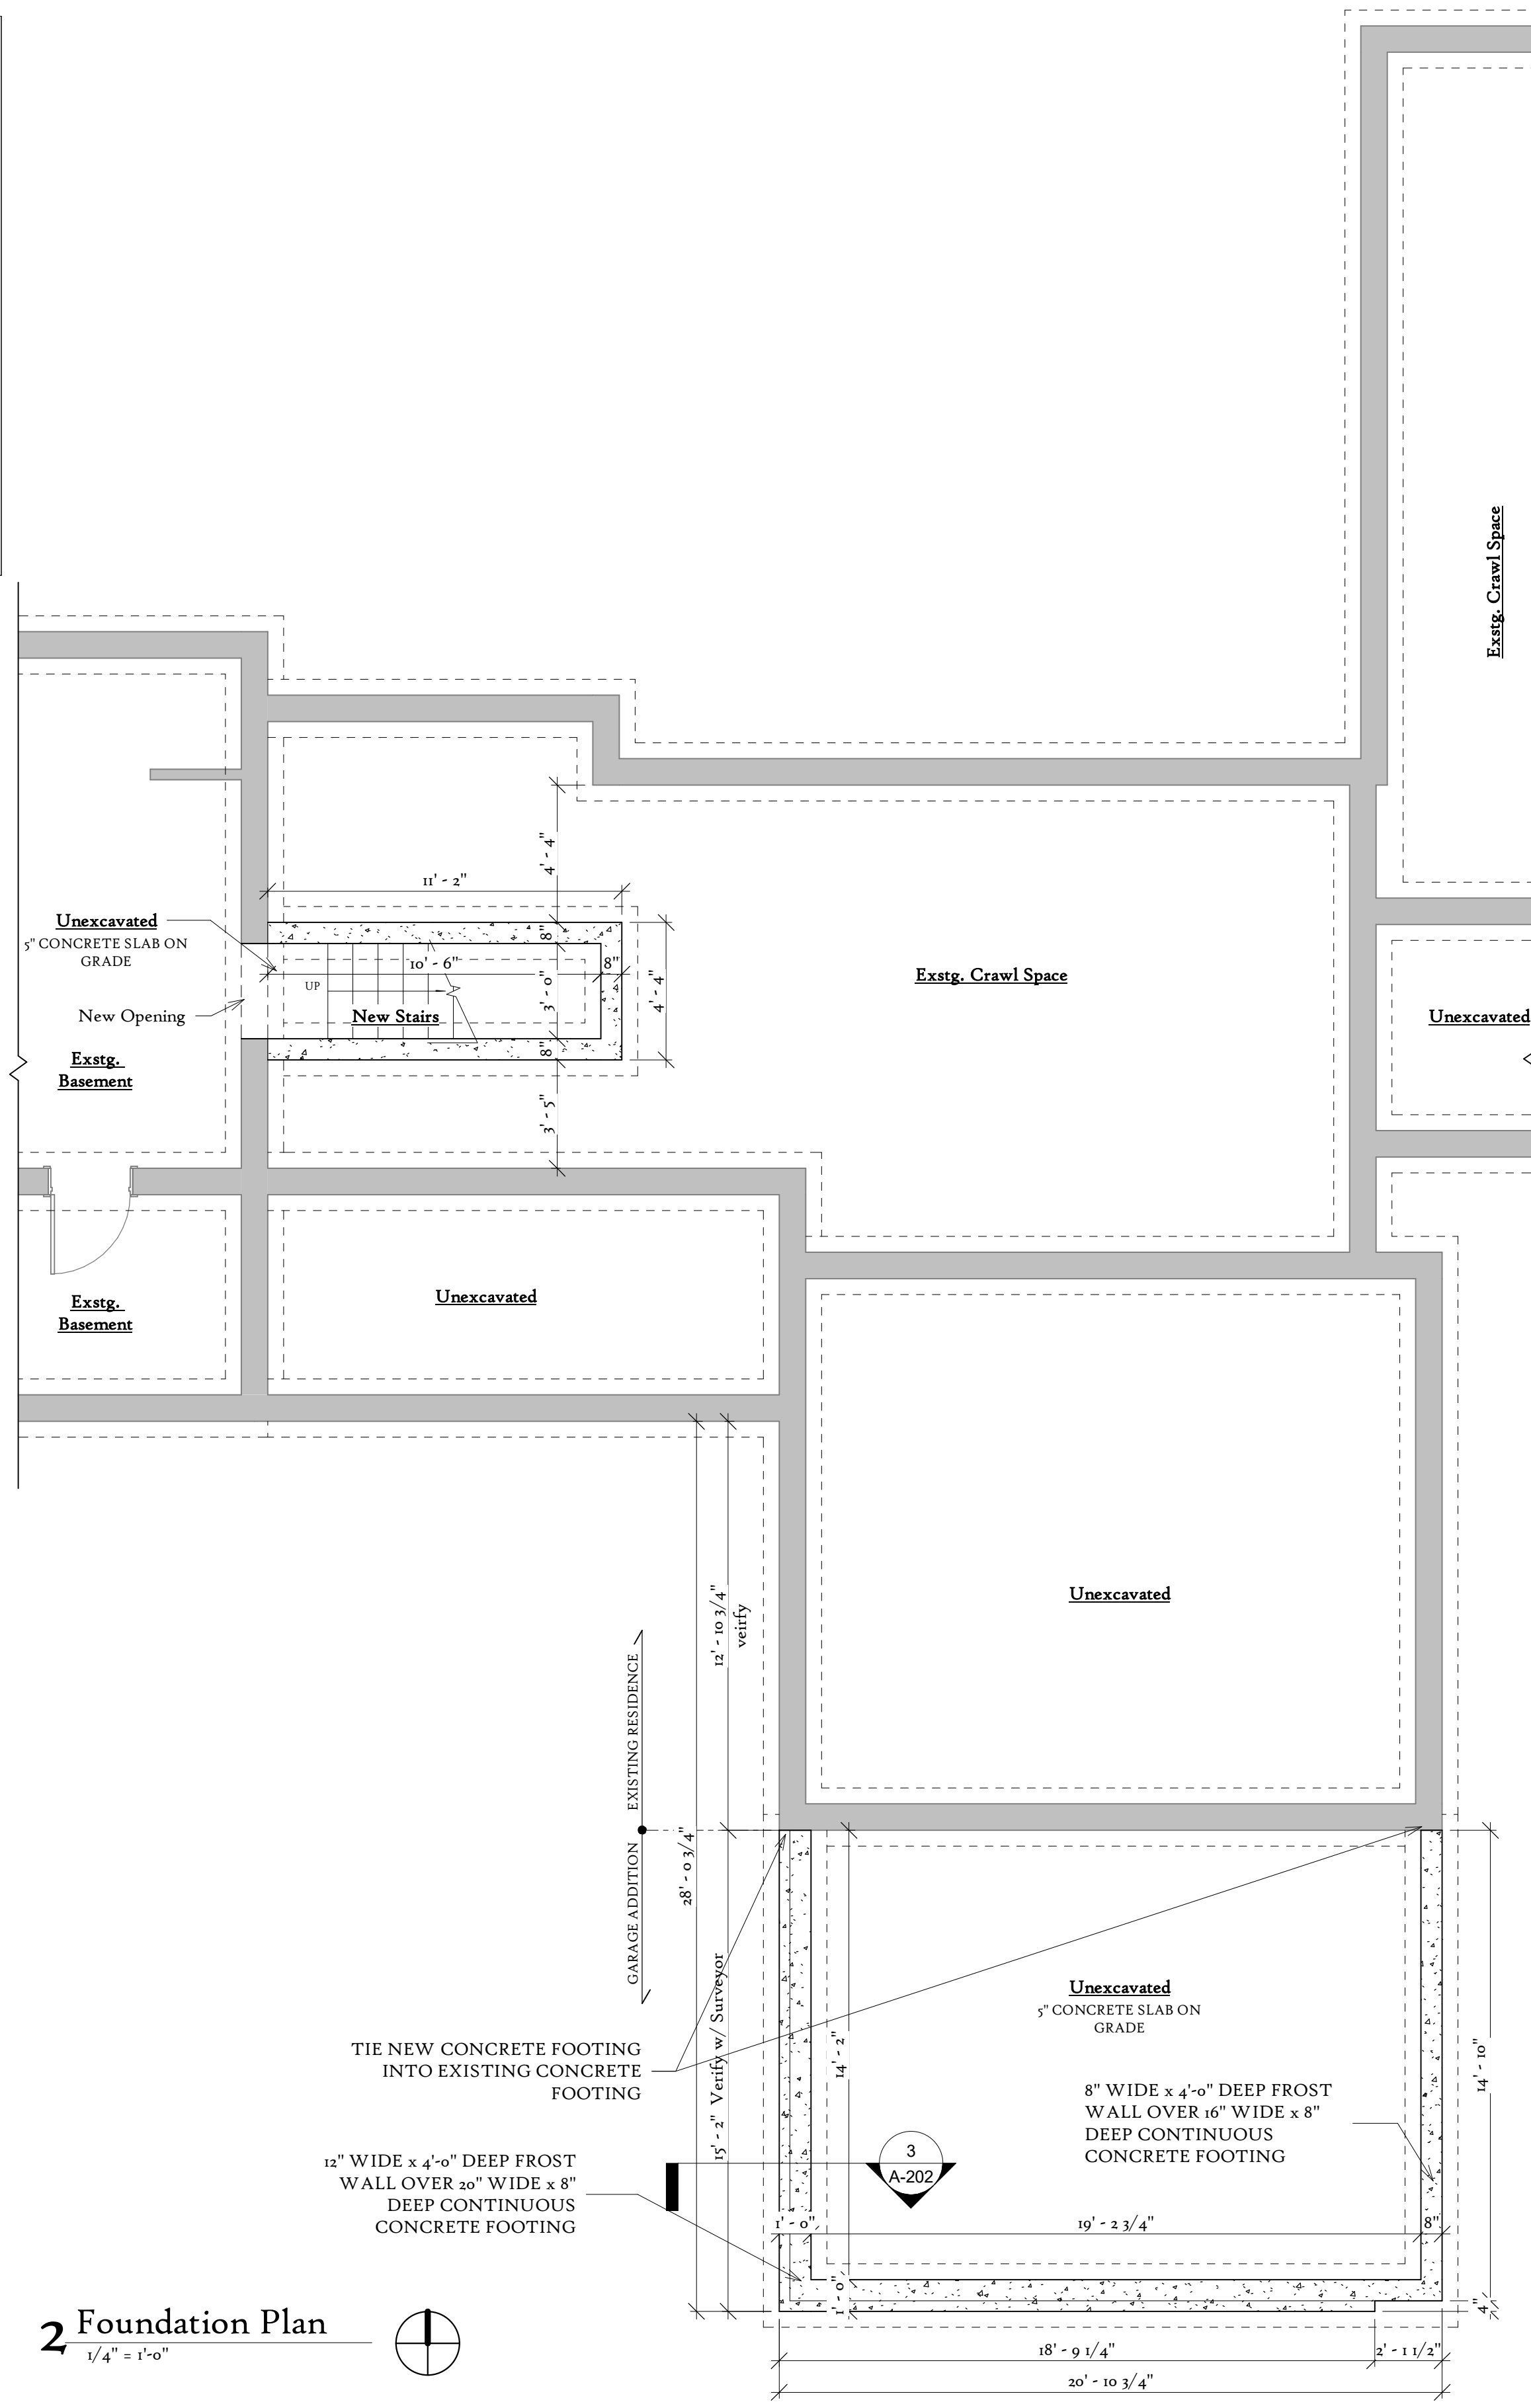 Exstg. Crawl Space
4' - 4"
11' - 2"
Unexcavated
5" CONCRETE SLAB ON
GRADE
8"
10' - 6"
8"
UP
3' - 0"
4' - 4"
New Stairs
New Opening
8"
Exstg. Crawl Space
Unexcavated
Exstg.
Basement
3' - 5"
Exstg.
Basement
Unexcavated
12' - 10 3/4"
veirfy
Unexcavated
EXISTING RESIDENCE
GARAGE ADDITION
28' - 0 3/4"
15' - 2" Verify w/ Surveyor
14' - 2"
14' - 10"
Unexcavated
5" CONCRETE SLAB ON
GRADE
TIE NEW CONCRETE FOOTING
INTO EXISTING CONCRETE
FOOTING
8" WIDE x 4'-0" DEEP FROST
WALL OVER 16" WIDE x 8"
DEEP CONTINUOUS
CONCRETE FOOTING
3
A-202
12" WIDE x 4'-0" DEEP FROST
WALL OVER 20" WIDE x 8"
DEEP CONTINUOUS
CONCRETE FOOTING
1' - 0"
19' - 2 3/4"
8"
1' - 0"
4"
18' - 9 1/4"
2' - 1 1/2"
20' - 10 3/4"
2 Foundation Plan
1/4" = 1'-0"